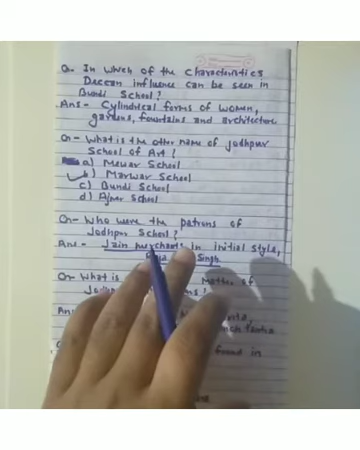 Q- In which of the characteristics
Deccan influence can be seen in
Bundi School?
Ans- Cylindrical forms of women,
gardens, fountains and architecture
Q- What is the other name of Jodhpur
School of Art?
a) Mewar School
b) Marwar School
c) Bundi School
d) Ajmer School
Q- Who were the patrons of
Jodhpur School?
Ans- Jain merchants in initial style,
Singh
Q- What is
found in